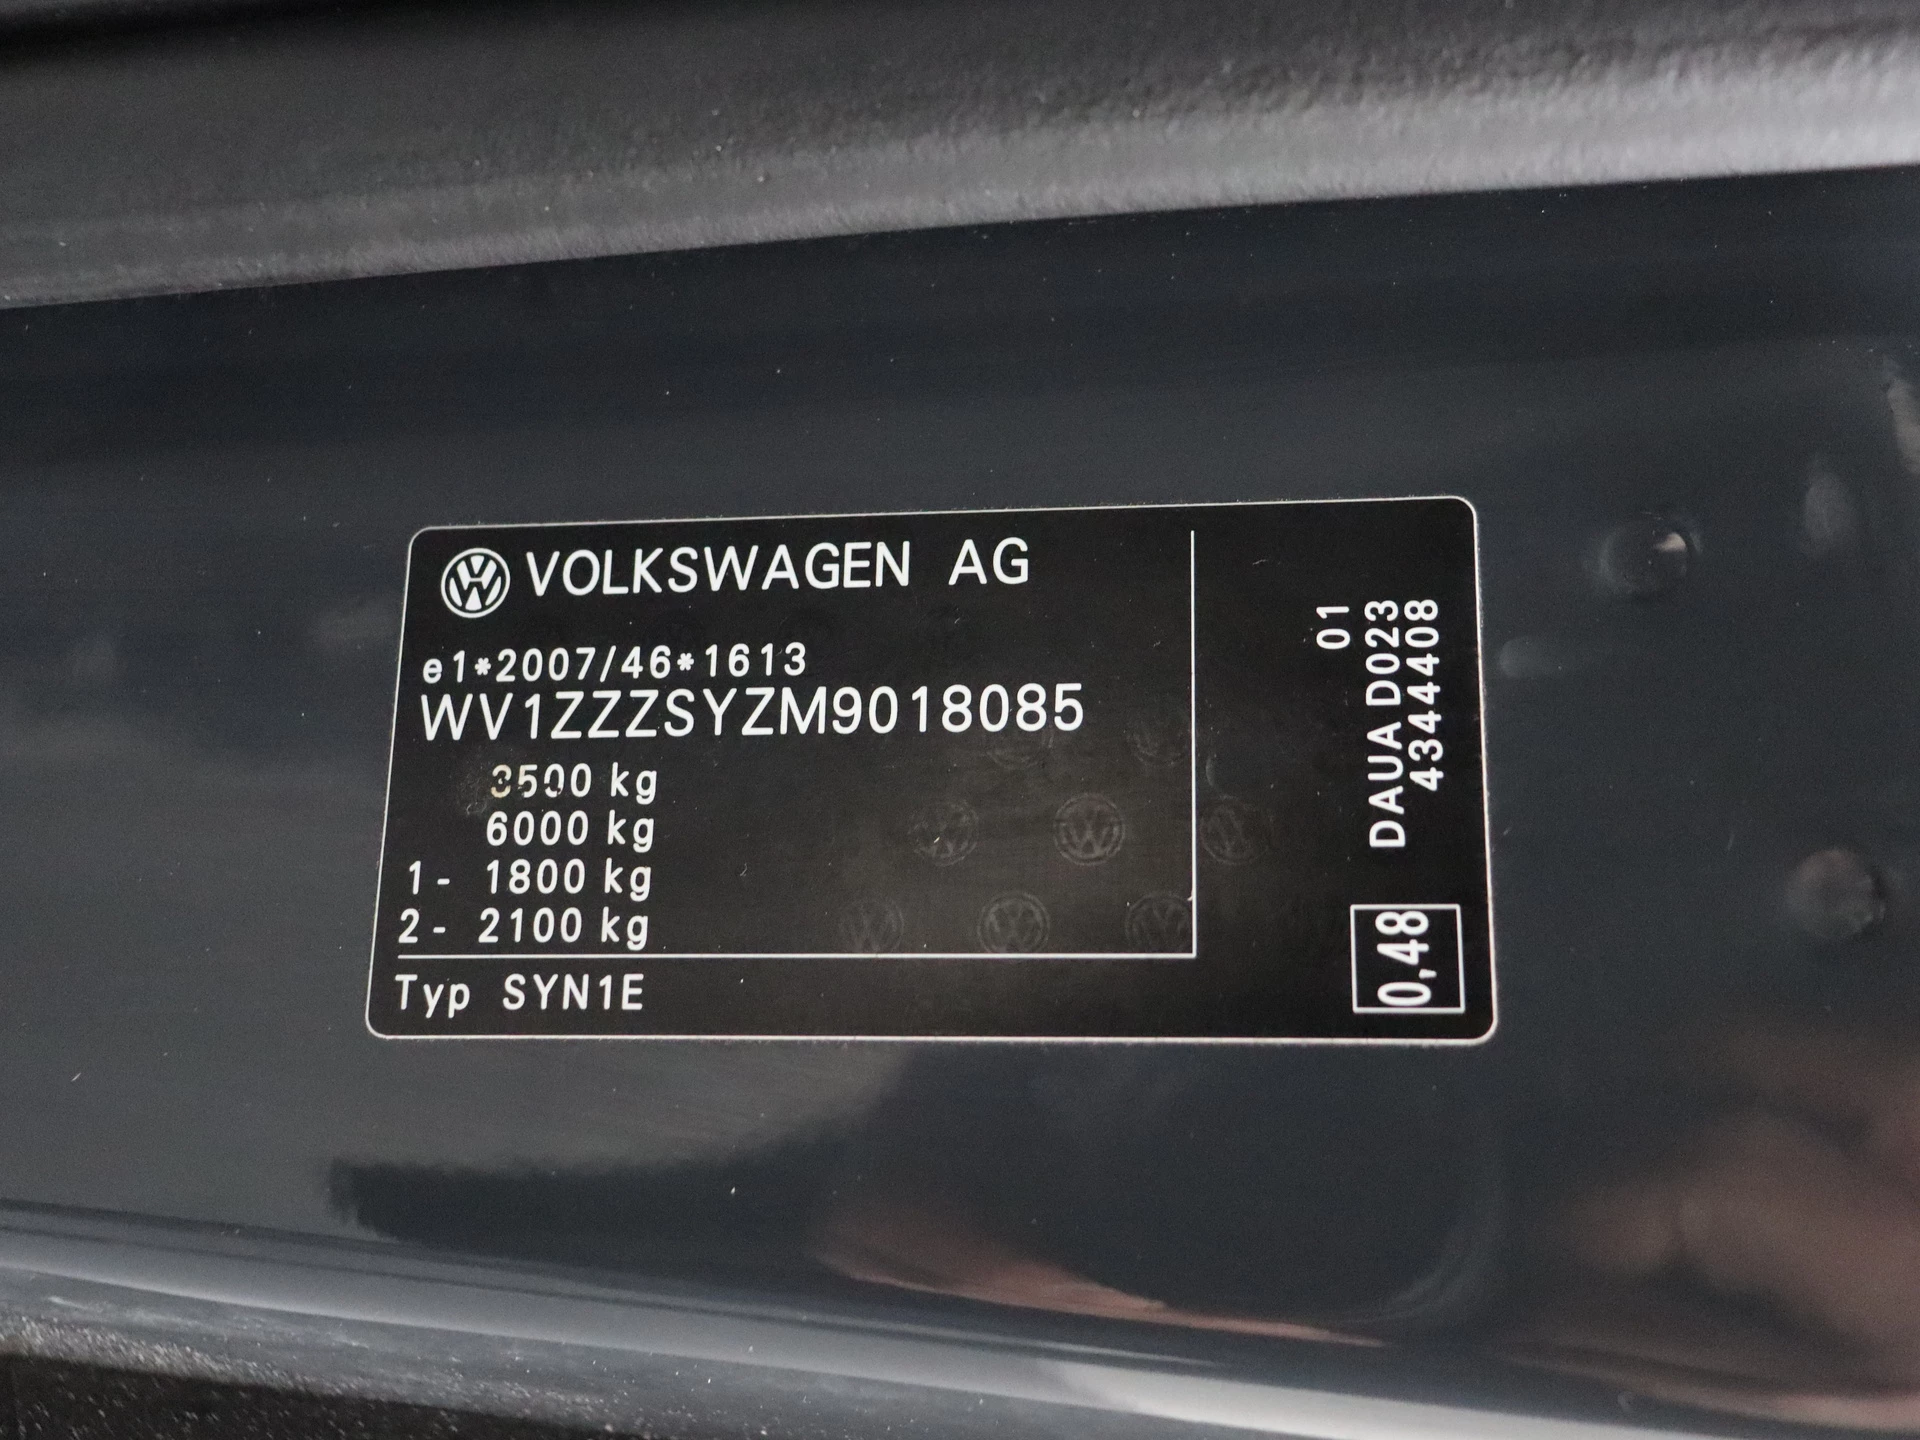 VOLKSWAGEN AG
e1*2007/46*1613
WV1ZZZSYZM9018085
3500 kg
6000 kg
1- 1800 kg
2- 2100 kg
Typ SYN1E
01
DAUA D023
4344408
0,48